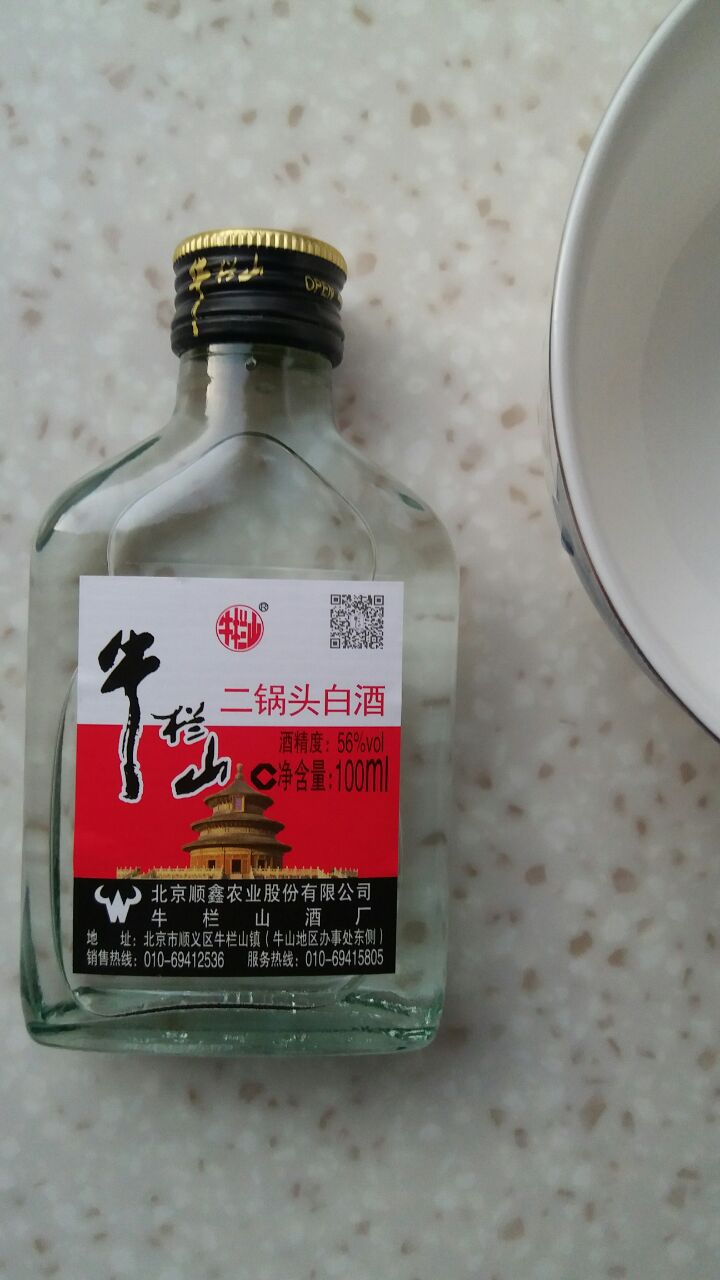 牛栏山
OPEN
牛栏山®
牛栏山
二锅头白酒
酒精度：56%vol
净含量：100ml
北京顺鑫农业股份有限公司
牛栏山酒厂
地 址：北京市顺义区牛栏山镇（牛山地区办事处东侧）
销售热线：010-69412536 服务热线：010-69415805